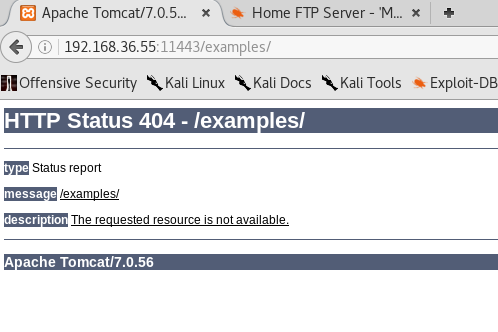 Apache Tomcat/7.0.5... × Home FTP Server - 'M... ×
192.168.36.55:11443/examples/
Offensive Security Kali Linux Kali Docs Kali Tools Exploit-DB
HTTP Status 404 - /examples/
type Status report
message /examples/
description The requested resource is not available.
Apache Tomcat/7.0.56